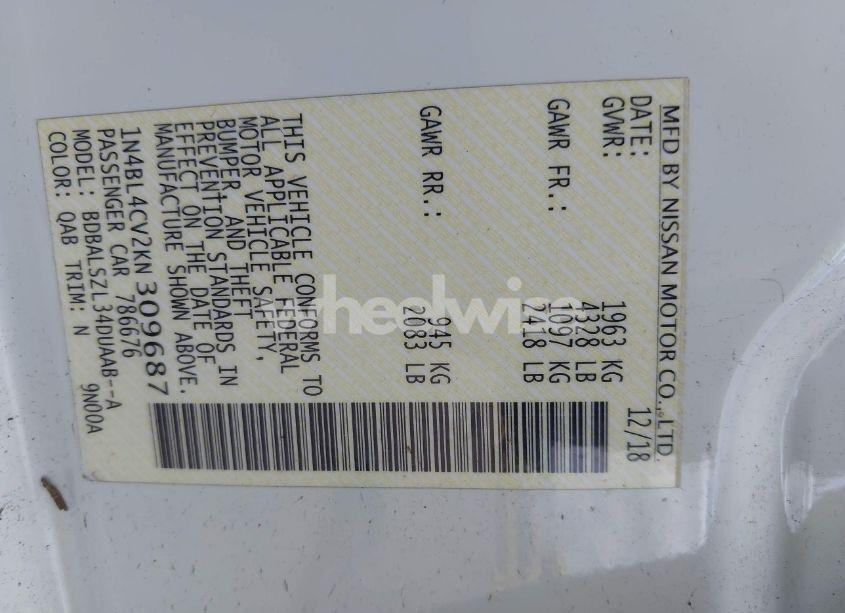 MFD BY NISSAN MOTOR CO., LTD.
DATE: 12/18
GVWR: 1963 KG
4328 LB
GAWR FR.: 1097 KG
2418 LB
GAWR RR.: 945 KG
2083 LB
THIS VEHICLE CONFORMS TO
ALL APPLICABLE FEDERAL
MOTOR VEHICLE SAFETY,
BUMPER, AND THEFT
PREVENTION STANDARDS IN
EFFECT ON THE DATE OF
MANUFACTURE SHOWN ABOVE.
1N4BL4CV2KN309687
PASSENGER CAR 786676
MODEL: BDBALSZL34DUAAB--A
COLOR: QAB TRIM: N 9N00A
wheelwise